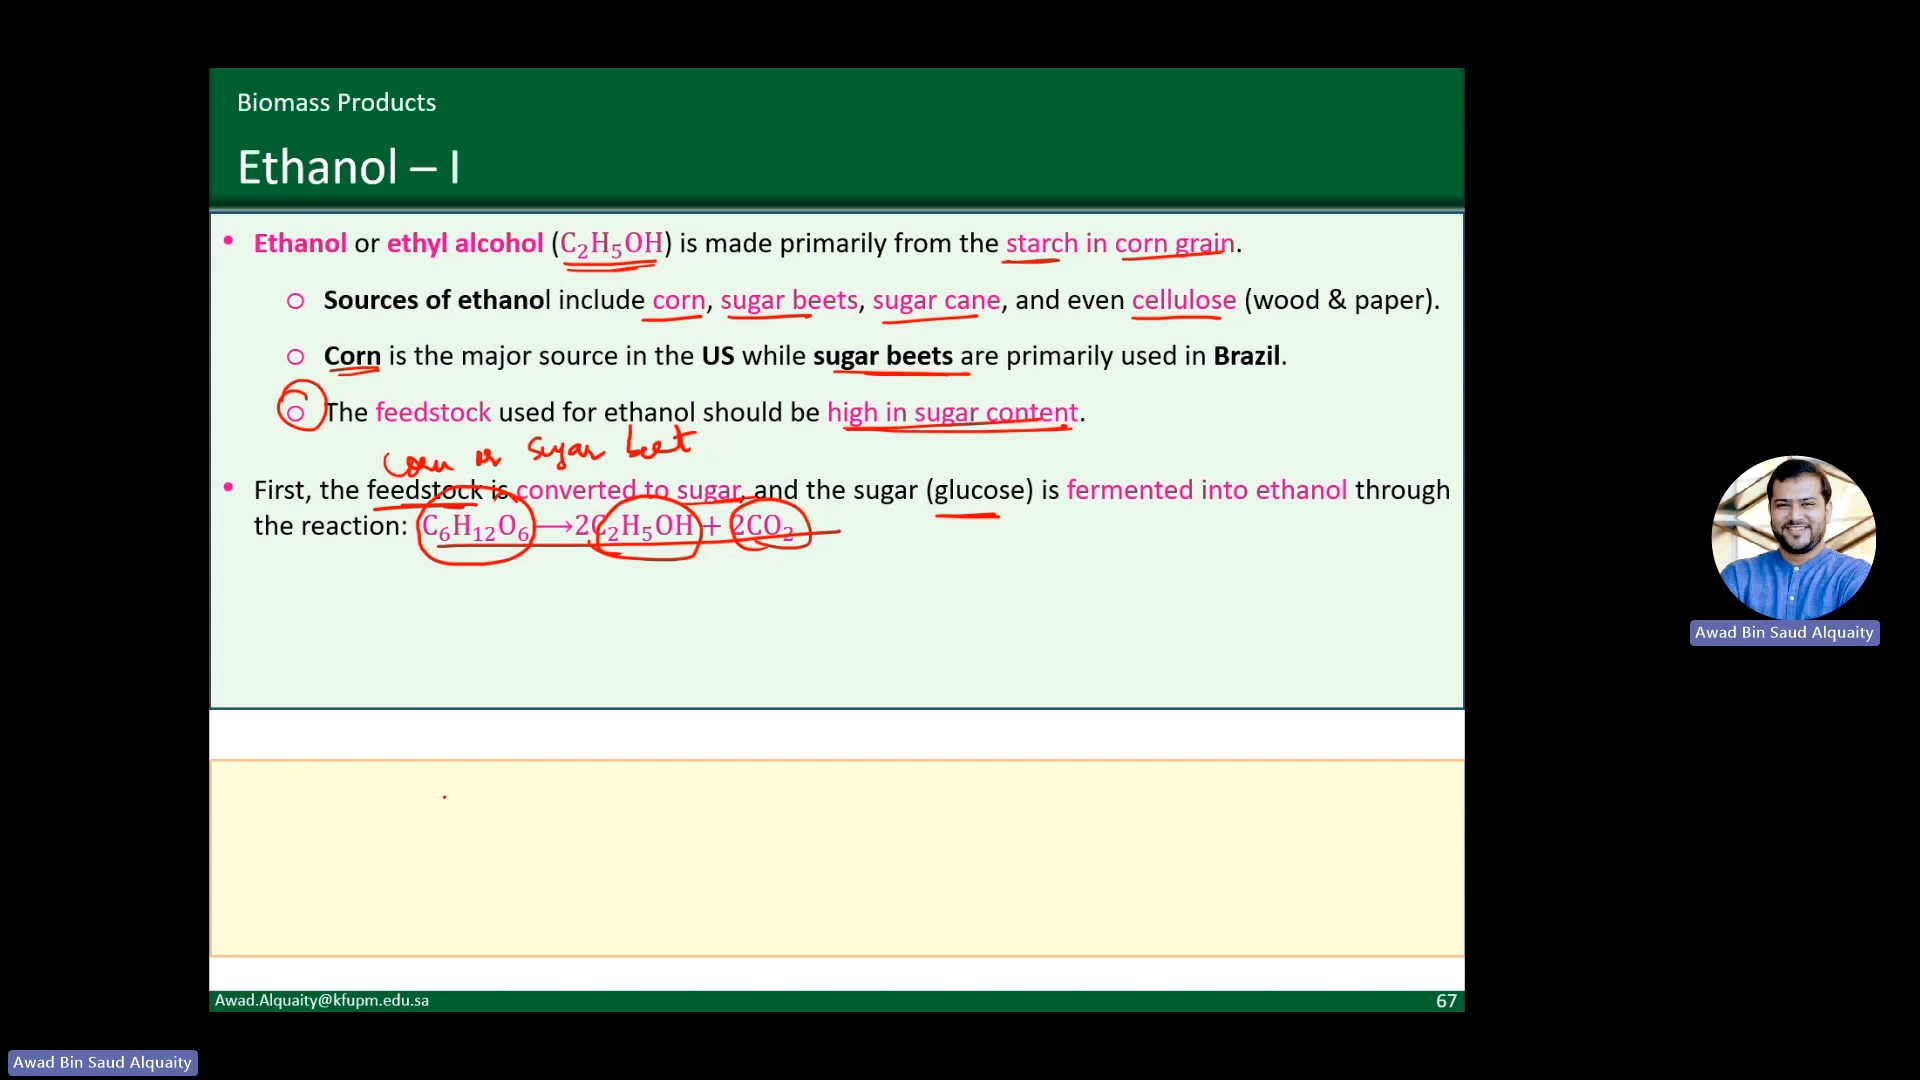 Biomass Products
Ethanol – I
• Ethanol or ethyl alcohol (C₂H₅OH) is made primarily from the starch in corn grain.
○ Sources of ethanol include corn, sugar beets, sugar cane, and even cellulose (wood & paper).
○ Corn is the major source in the US while sugar beets are primarily used in Brazil.
○ The feedstock used for ethanol should be high in sugar content.
Corn or sugar beet
• First, the feedstock is converted to sugar, and the sugar (glucose) is fermented into ethanol through
the reaction: C₆H₁₂O₆ ⟶ 2C₂H₅OH + 2CO₂
Awad Bin Saud Alquaity
Awad.Alquaity@kfupm.edu.sa
67
Awad Bin Saud Alquaity